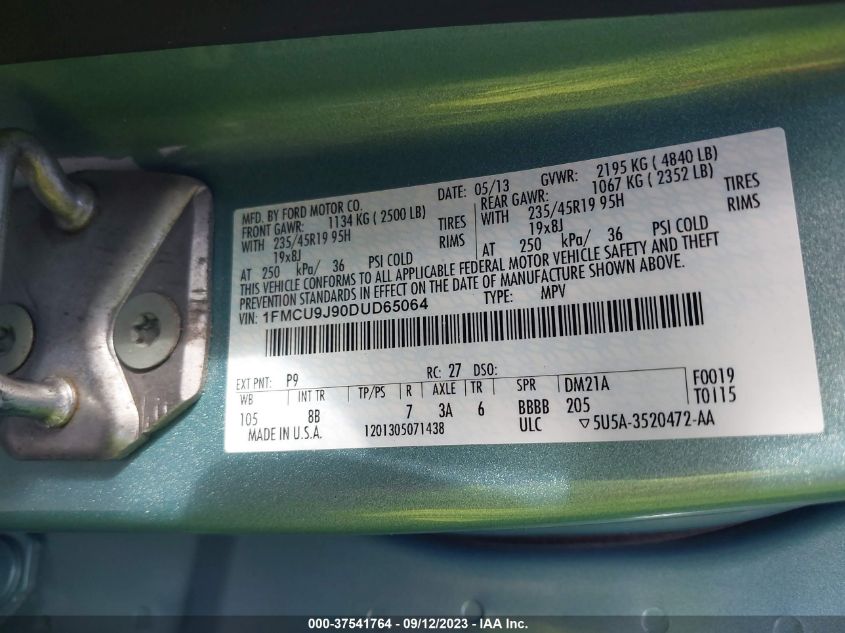 MFD. BY FORD MOTOR CO.
DATE: 05/13
GVWR: 2195 KG ( 4840 LB)
FRONT GAWR: 1134 KG ( 2500 LB)
REAR GAWR: 1067 KG ( 2352 LB)
WITH 235/45R19 95H TIRES
WITH 235/45R19 95H TIRES
19x8J RIMS
19x8J RIMS
AT 250 kPa/ 36 PSI COLD
AT 250 kPa/ 36 PSI COLD
THIS VEHICLE CONFORMS TO ALL APPLICABLE FEDERAL MOTOR VEHICLE SAFETY AND THEFT
PREVENTION STANDARDS IN EFFECT ON THE DATE OF MANUFACTURE SHOWN ABOVE.
VIN: 1FMCU9J90DUD65064 TYPE: MPV
EXT PNT: P9 RC: 27 DSO:
WB INT TR TP/PS R AXLE TR SPR DM21A F0019
105 8B 7 3A 6 BBBB 205 T0115
MADE IN U.S.A. 1201305071438 ULC ▽5U5A-3520472-AA
000-37541764 - 09/12/2023 - IAA Inc.